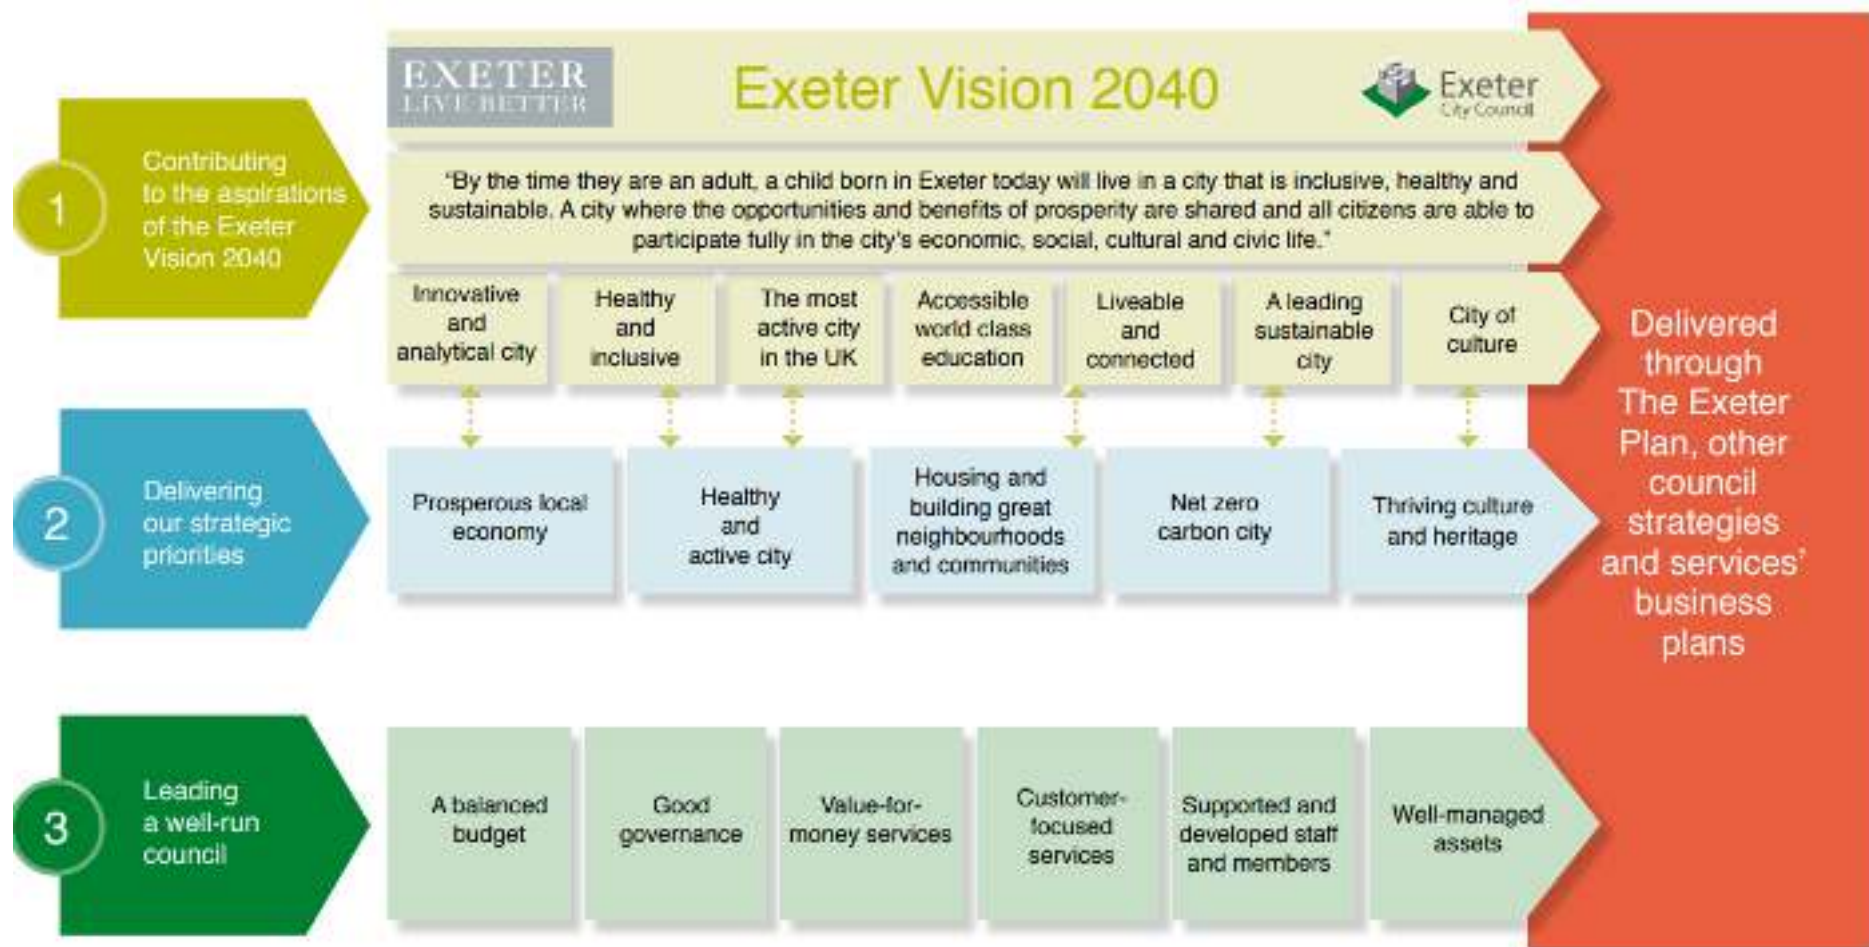 EXETER
LIVE BETTER
Exeter Vision 2040
Exeter
City Council
1
Contributing
to the aspirations
of the Exeter
Vision 2040
"By the time they are an adult, a child born in Exeter today will live in a city that is inclusive, healthy and
sustainable. A city where the opportunities and benefits of prosperity are shared and all citizens are able to
participate fully in the city's economic, social, cultural and civic life."
Innovative
and
analytical city
Healthy
and
inclusive
The most
active city
in the UK
Accessible
world class
education
Liveable
and
connected
A leading
sustainable
city
City of
culture
2
Delivering
our strategic
priorities
Prosperous local
economy
Healthy
and
active city
Housing and
building great
neighbourhoods
and communities
Net zero
carbon city
Thriving culture
and heritage
3
Leading
a well-run
council
A balanced
budget
Good
governance
Value-for-
money services
Customer-
focused
services
Supported and
developed staff
and members
Well-managed
assets
Delivered
through
The Exeter
Plan, other
council
strategies
and services'
business
plans